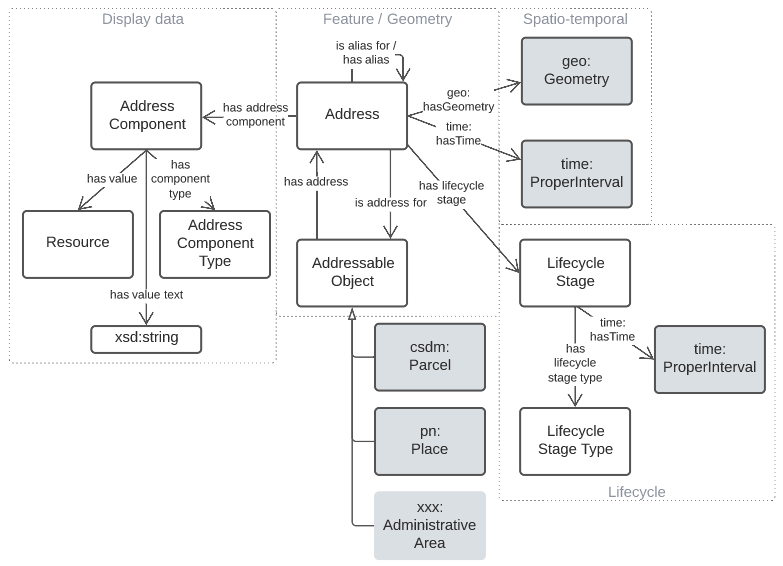 Display data
Feature / Geometry
Spatio-temporal
is alias for /
has alias
geo:
Geometry
Address
Component
has address
component
Address
geo:
hasGeometry
time:
hasTime
time:
ProperInterval
has value
has
component
type
has address
is address for
has lifecycle
stage
Resource
Address
Component
Type
Addressable
Object
Lifecycle
Stage
has value text
xsd:string
csdm:
Parcel
time:
hasTime
has
lifecycle
stage type
time:
ProperInterval
pn:
Place
Lifecycle
Stage Type
Lifecycle
xxx:
Administrative
Area